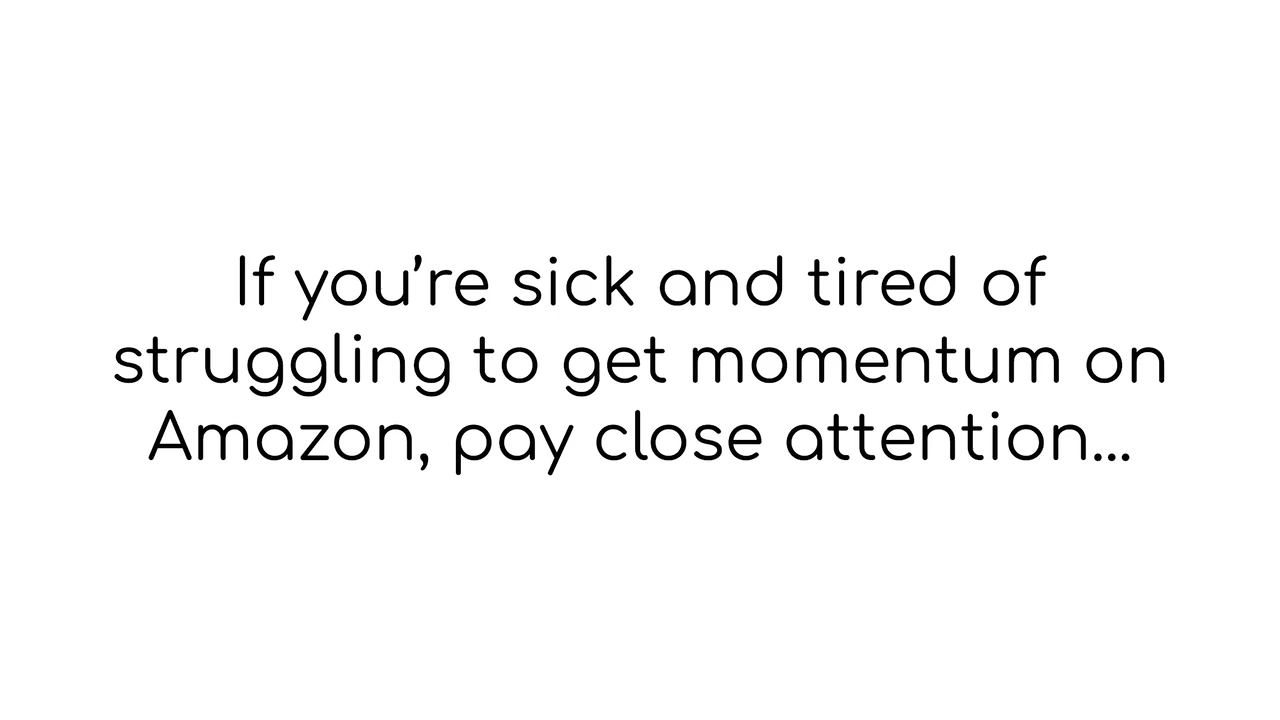 If you’re sick and tired of
struggling to get momentum on
Amazon, pay close attention...